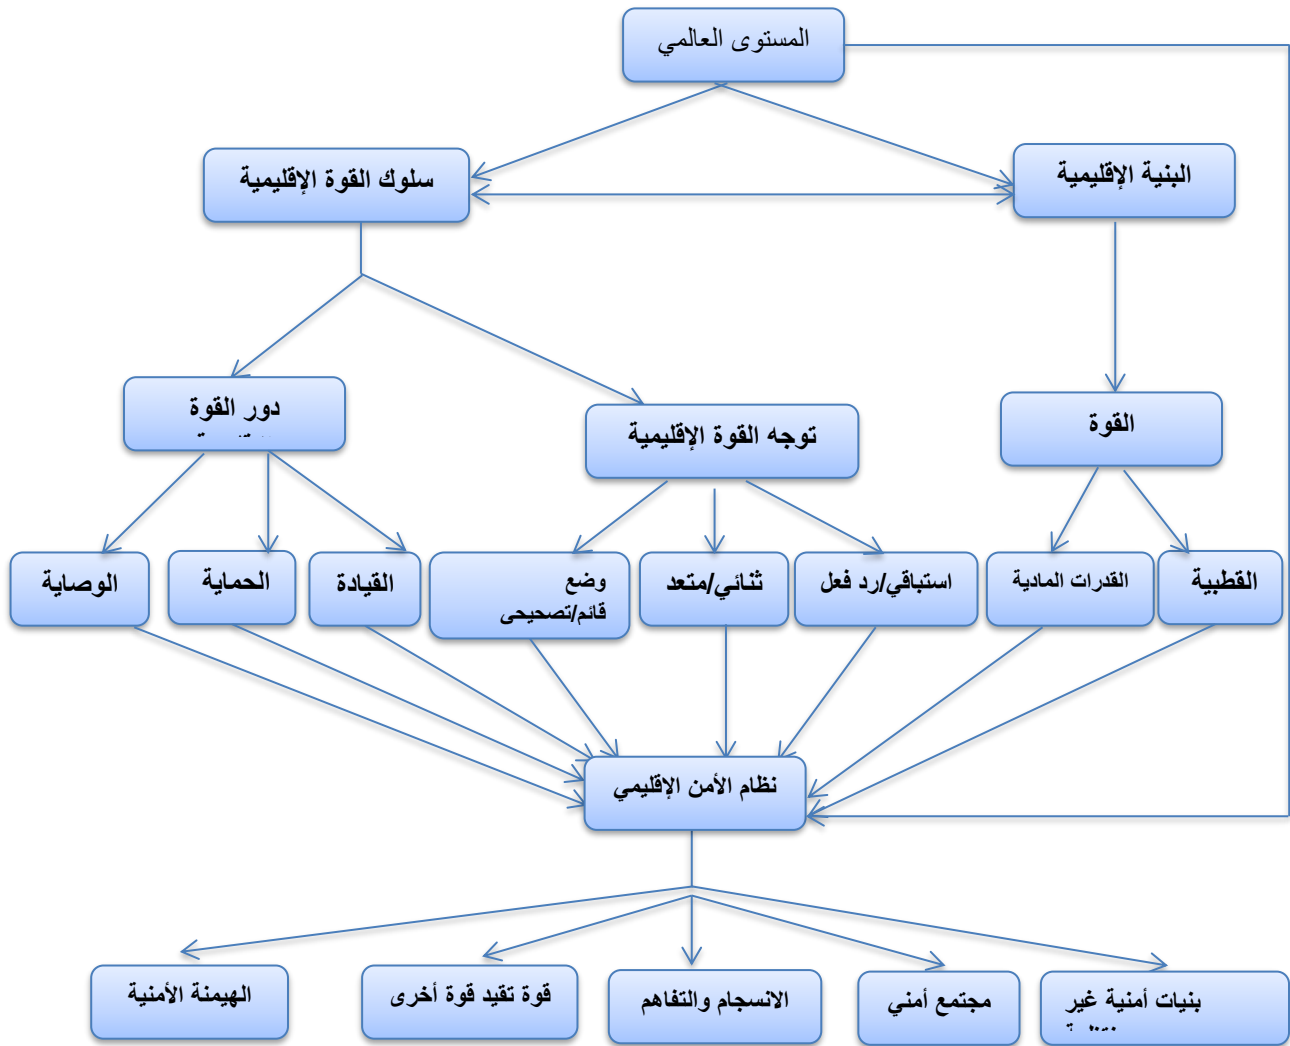 المستوى العالمي
البنية الإقليمية
سلوك القوة الإقليمية
القوة
توجه القوة الإقليمية
دور القوة
القطبية
القدرات المادية
استباقي/رد فعل
ثنائي/متعد
وضع
قائم/تصحيحي
القيادة
الحماية
الوصاية
نظام الأمن الإقليمي
بنيات أمنية غير
مجتمع أمني
الانسجام والتفاهم
قوة تقيد قوة أخرى
الهيمنة الأمنية